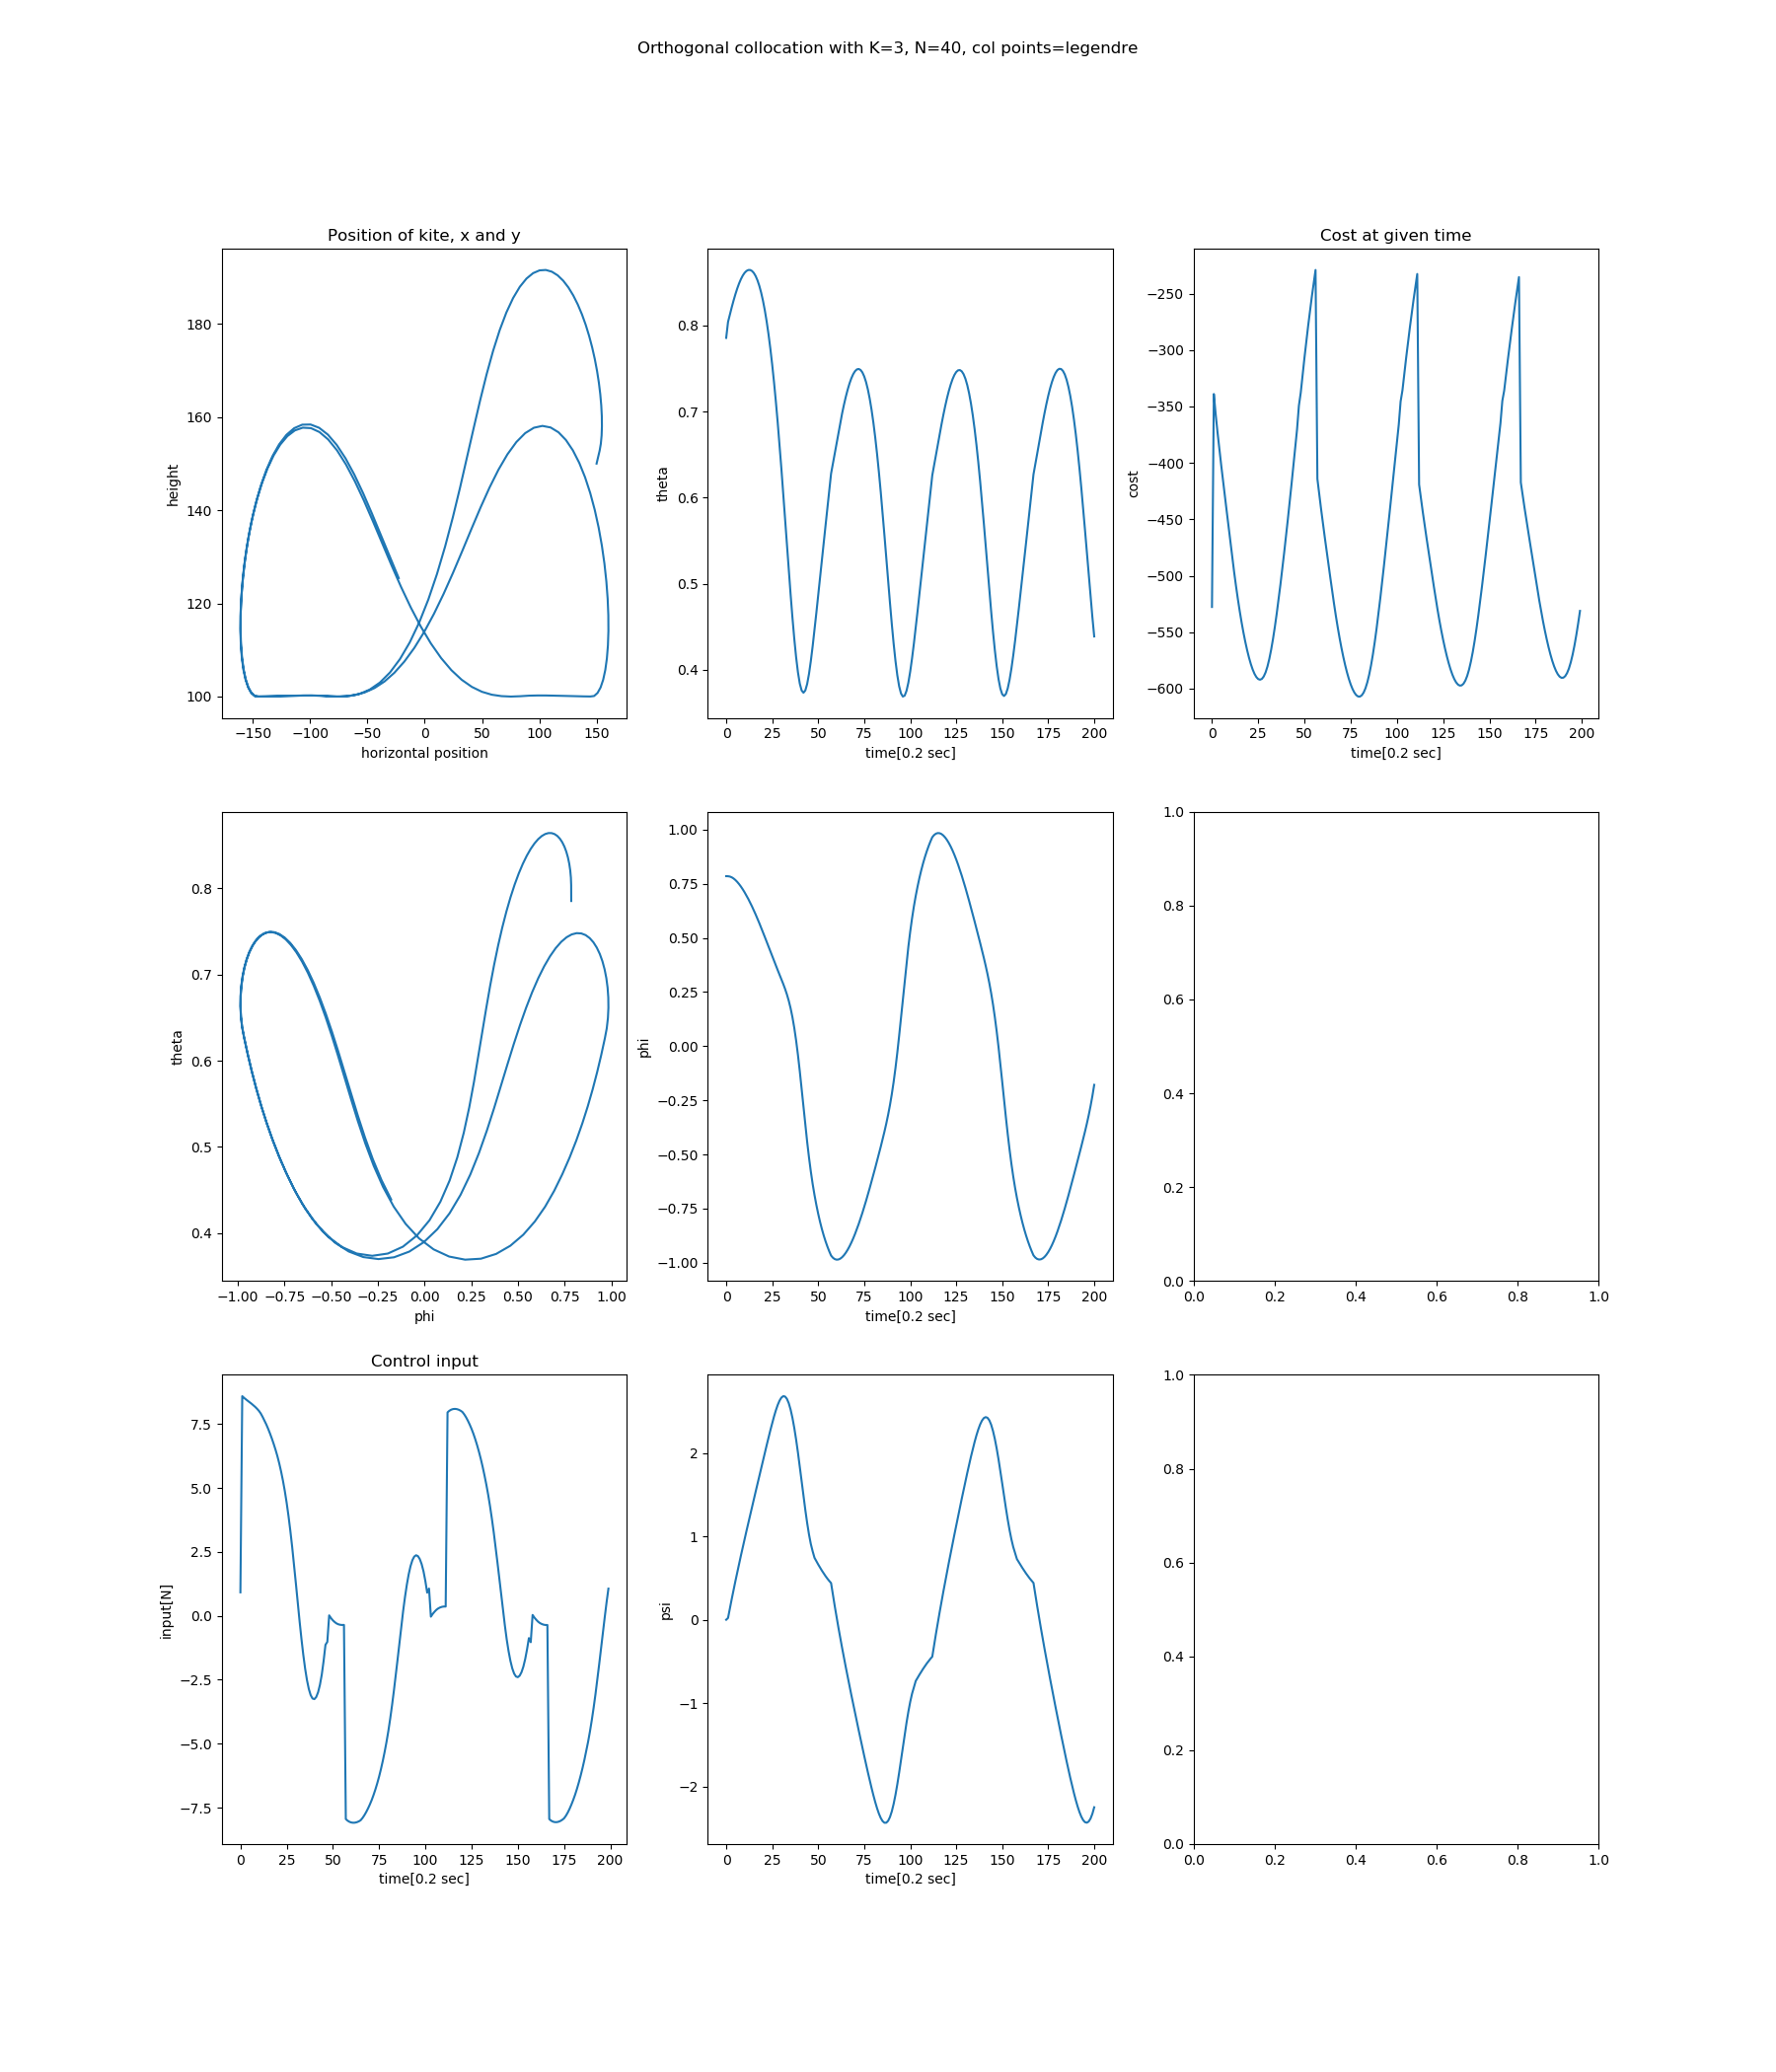 Orthogonal collocation with K=3, N=40, col points=legendre
Position of kite, x and y
180
160
140
120
100
height
−150 −100 −50 0 50 100 150
horizontal position
0.8
0.7
0.6
0.5
0.4
theta
0 25 50 75 100 125 150 175 200
time[0.2 sec]
Cost at given time
−250
−300
−350
−400
−450
−500
−550
−600
cost
0 25 50 75 100 125 150 175 200
time[0.2 sec]
0.8
0.7
0.6
0.5
0.4
theta
−1.00 −0.75 −0.50 −0.25 0.00 0.25 0.50 0.75 1.00
phi
1.00
0.75
0.50
0.25
0.00
−0.25
−0.50
−0.75
−1.00
phi
0 25 50 75 100 125 150 175 200
time[0.2 sec]
1.0
0.8
0.6
0.4
0.2
0.0
0.0 0.2 0.4 0.6 0.8 1.0
Control input
7.5
5.0
2.5
0.0
−2.5
−5.0
−7.5
input[N]
0 25 50 75 100 125 150 175 200
time[0.2 sec]
2
1
0
−1
−2
psi
0 25 50 75 100 125 150 175 200
time[0.2 sec]
1.0
0.8
0.6
0.4
0.2
0.0
0.0 0.2 0.4 0.6 0.8 1.0